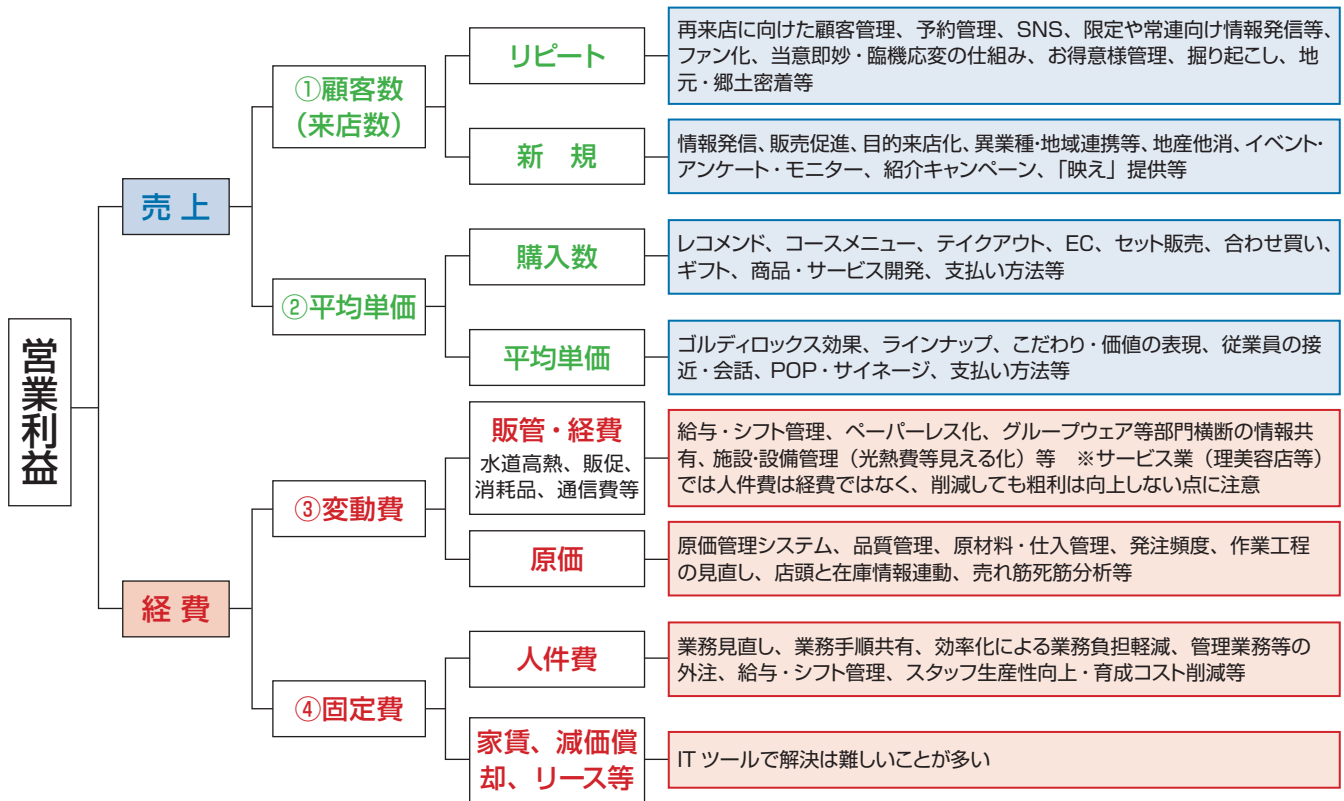 営業利益
売上
①顧客数
（来店数）
リピート
再来店に向けた顧客管理、予約管理、SNS、限定や常連向け情報発信等、
ファン化、当意即妙・臨機応変の仕組み、お得意様管理、掘り起こし、地
元・郷土密着等
新　規
情報発信、販売促進、目的来店化、異業種・地域連携等、地産他消、イベント・
アンケート・モニター、紹介キャンペーン、「映え」提供等
②平均単価
購入数
レコメンド、コースメニュー、テイクアウト、EC、セット販売、合わせ買い、
ギフト、商品・サービス開発、支払い方法等
平均単価
ゴルディロックス効果、ラインナップ、こだわり・価値の表現、従業員の接
近・会話、POP・サイネージ、支払い方法等
経費
③変動費
販管・経費
水道高熱、販促、
消耗品、通信費等
給与・シフト管理、ペーパーレス化、グループウェア等部門横断の情報共
有、施設・設備管理（光熱費等見える化）等　※サービス業（理美容店等）
では人件費は経費ではなく、削減しても粗利は向上しない点に注意
原価
原価管理システム、品質管理、原材料・仕入管理、発注頻度、作業工程
の見直し、店頭と在庫情報連動、売れ筋死筋分析等
④固定費
人件費
業務見直し、業務手順共有、効率化による業務負担軽減、管理業務等の
外注、給与・シフト管理、スタッフ生産性向上・育成コスト削減等
家賃、減価償
却、リース等
IT ツールで解決は難しいことが多い